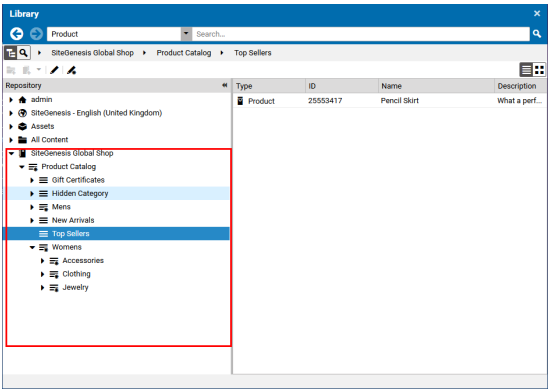 Library
Product
Search...
SiteGenesis Global Shop
Product Catalog
Top Sellers
Repository
admin
SiteGenesis - English (United Kingdom)
Assets
All Content
SiteGenesis Global Shop
Product Catalog
Gift Certificates
Hidden Category
Mens
New Arrivals
Top Sellers
Womens
Accessories
Clothing
Jewelry
Type ID Name Description
Product 25553417 Pencil Skirt What a perf...